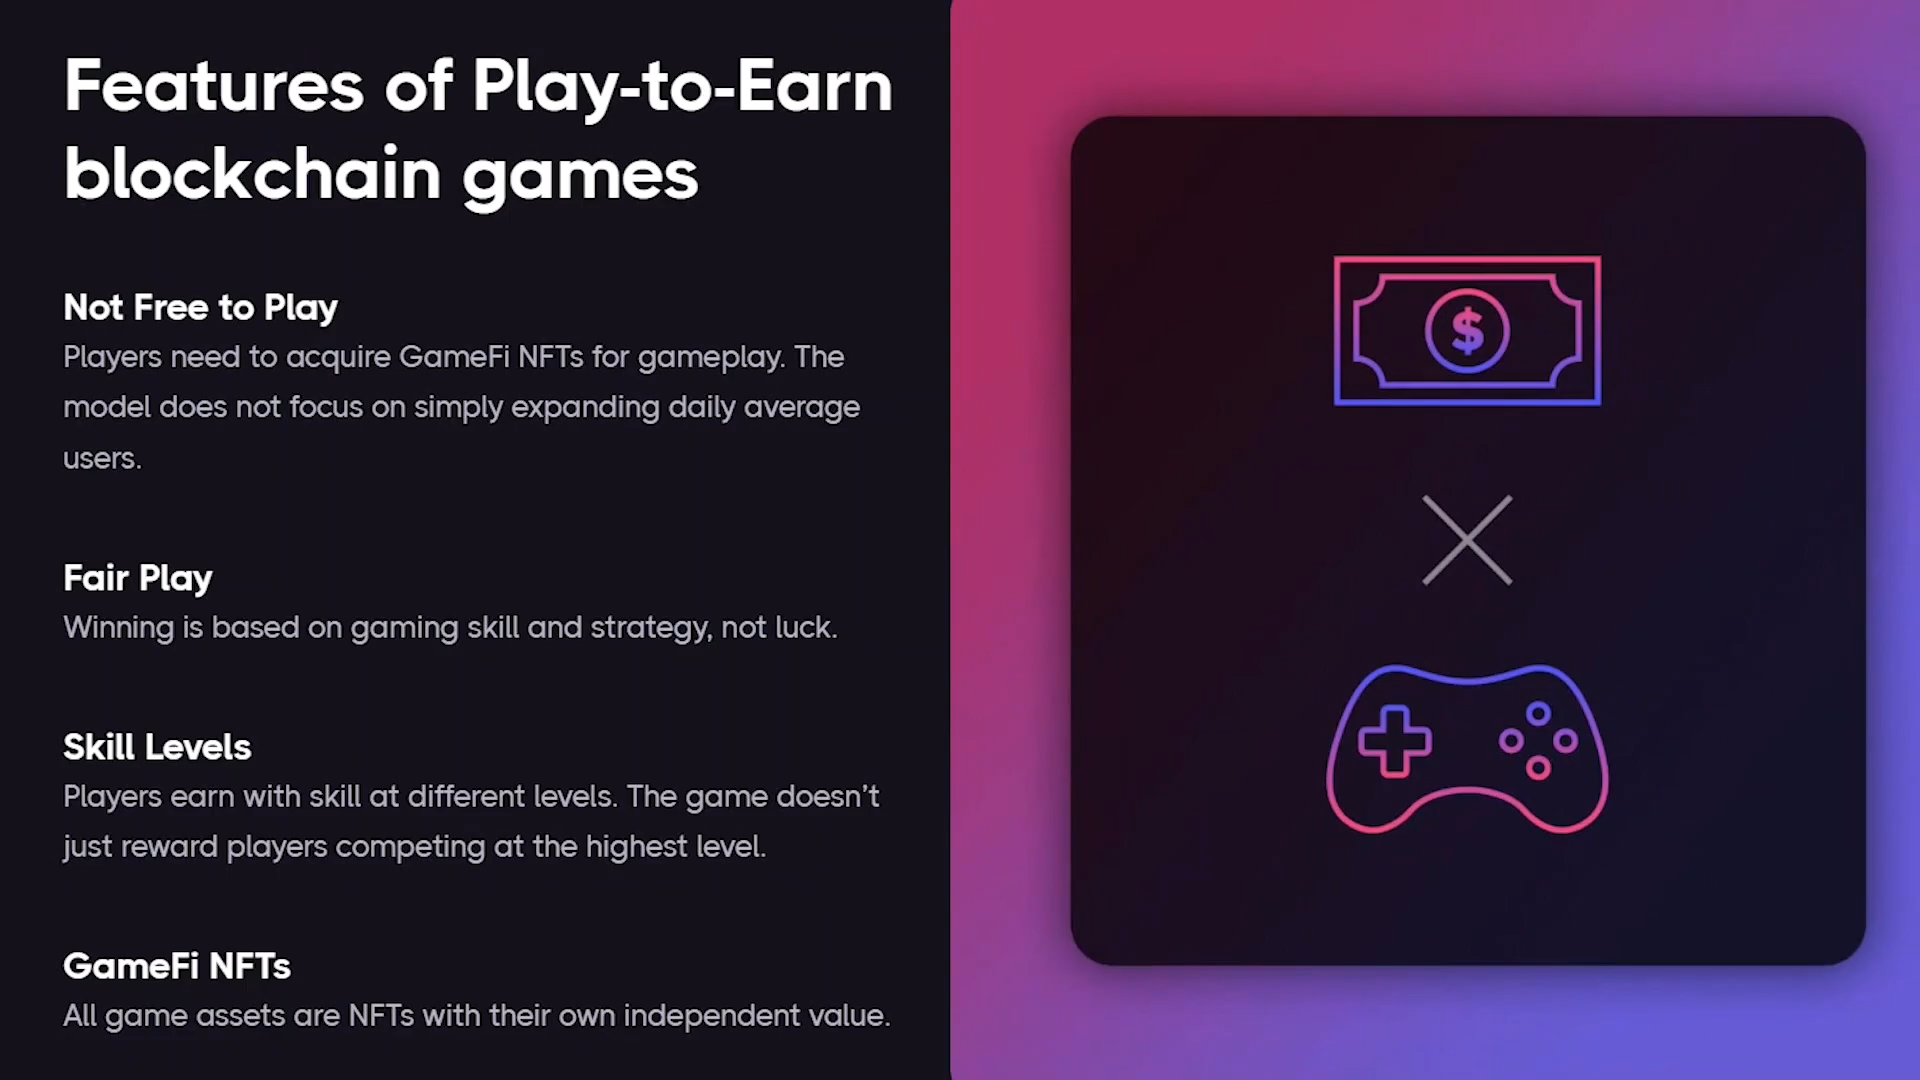 Features of Play-to-Earn
blockchain games
Not Free to Play
Players need to acquire GameFi NFTs for gameplay. The
model does not focus on simply expanding daily average
users.
Fair Play
Winning is based on gaming skill and strategy, not luck.
Skill Levels
Players earn with skill at different levels. The game doesn’t
just reward players competing at the highest level.
GameFi NFTs
All game assets are NFTs with their own independent value.
$